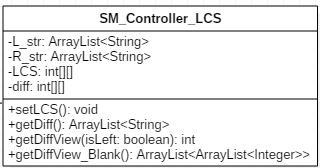 SM_Controller_LCS
-L_str: ArrayList<String>
-R_str: ArrayList<String>
-LCS: int[][]
-diff: int[][]
+setLCS(): void
+getDiff(): ArrayList<String>
+getDiffView(isLeft: boolean): int
+getDiffView_Blank(): ArrayList<ArrayList<Integer>>